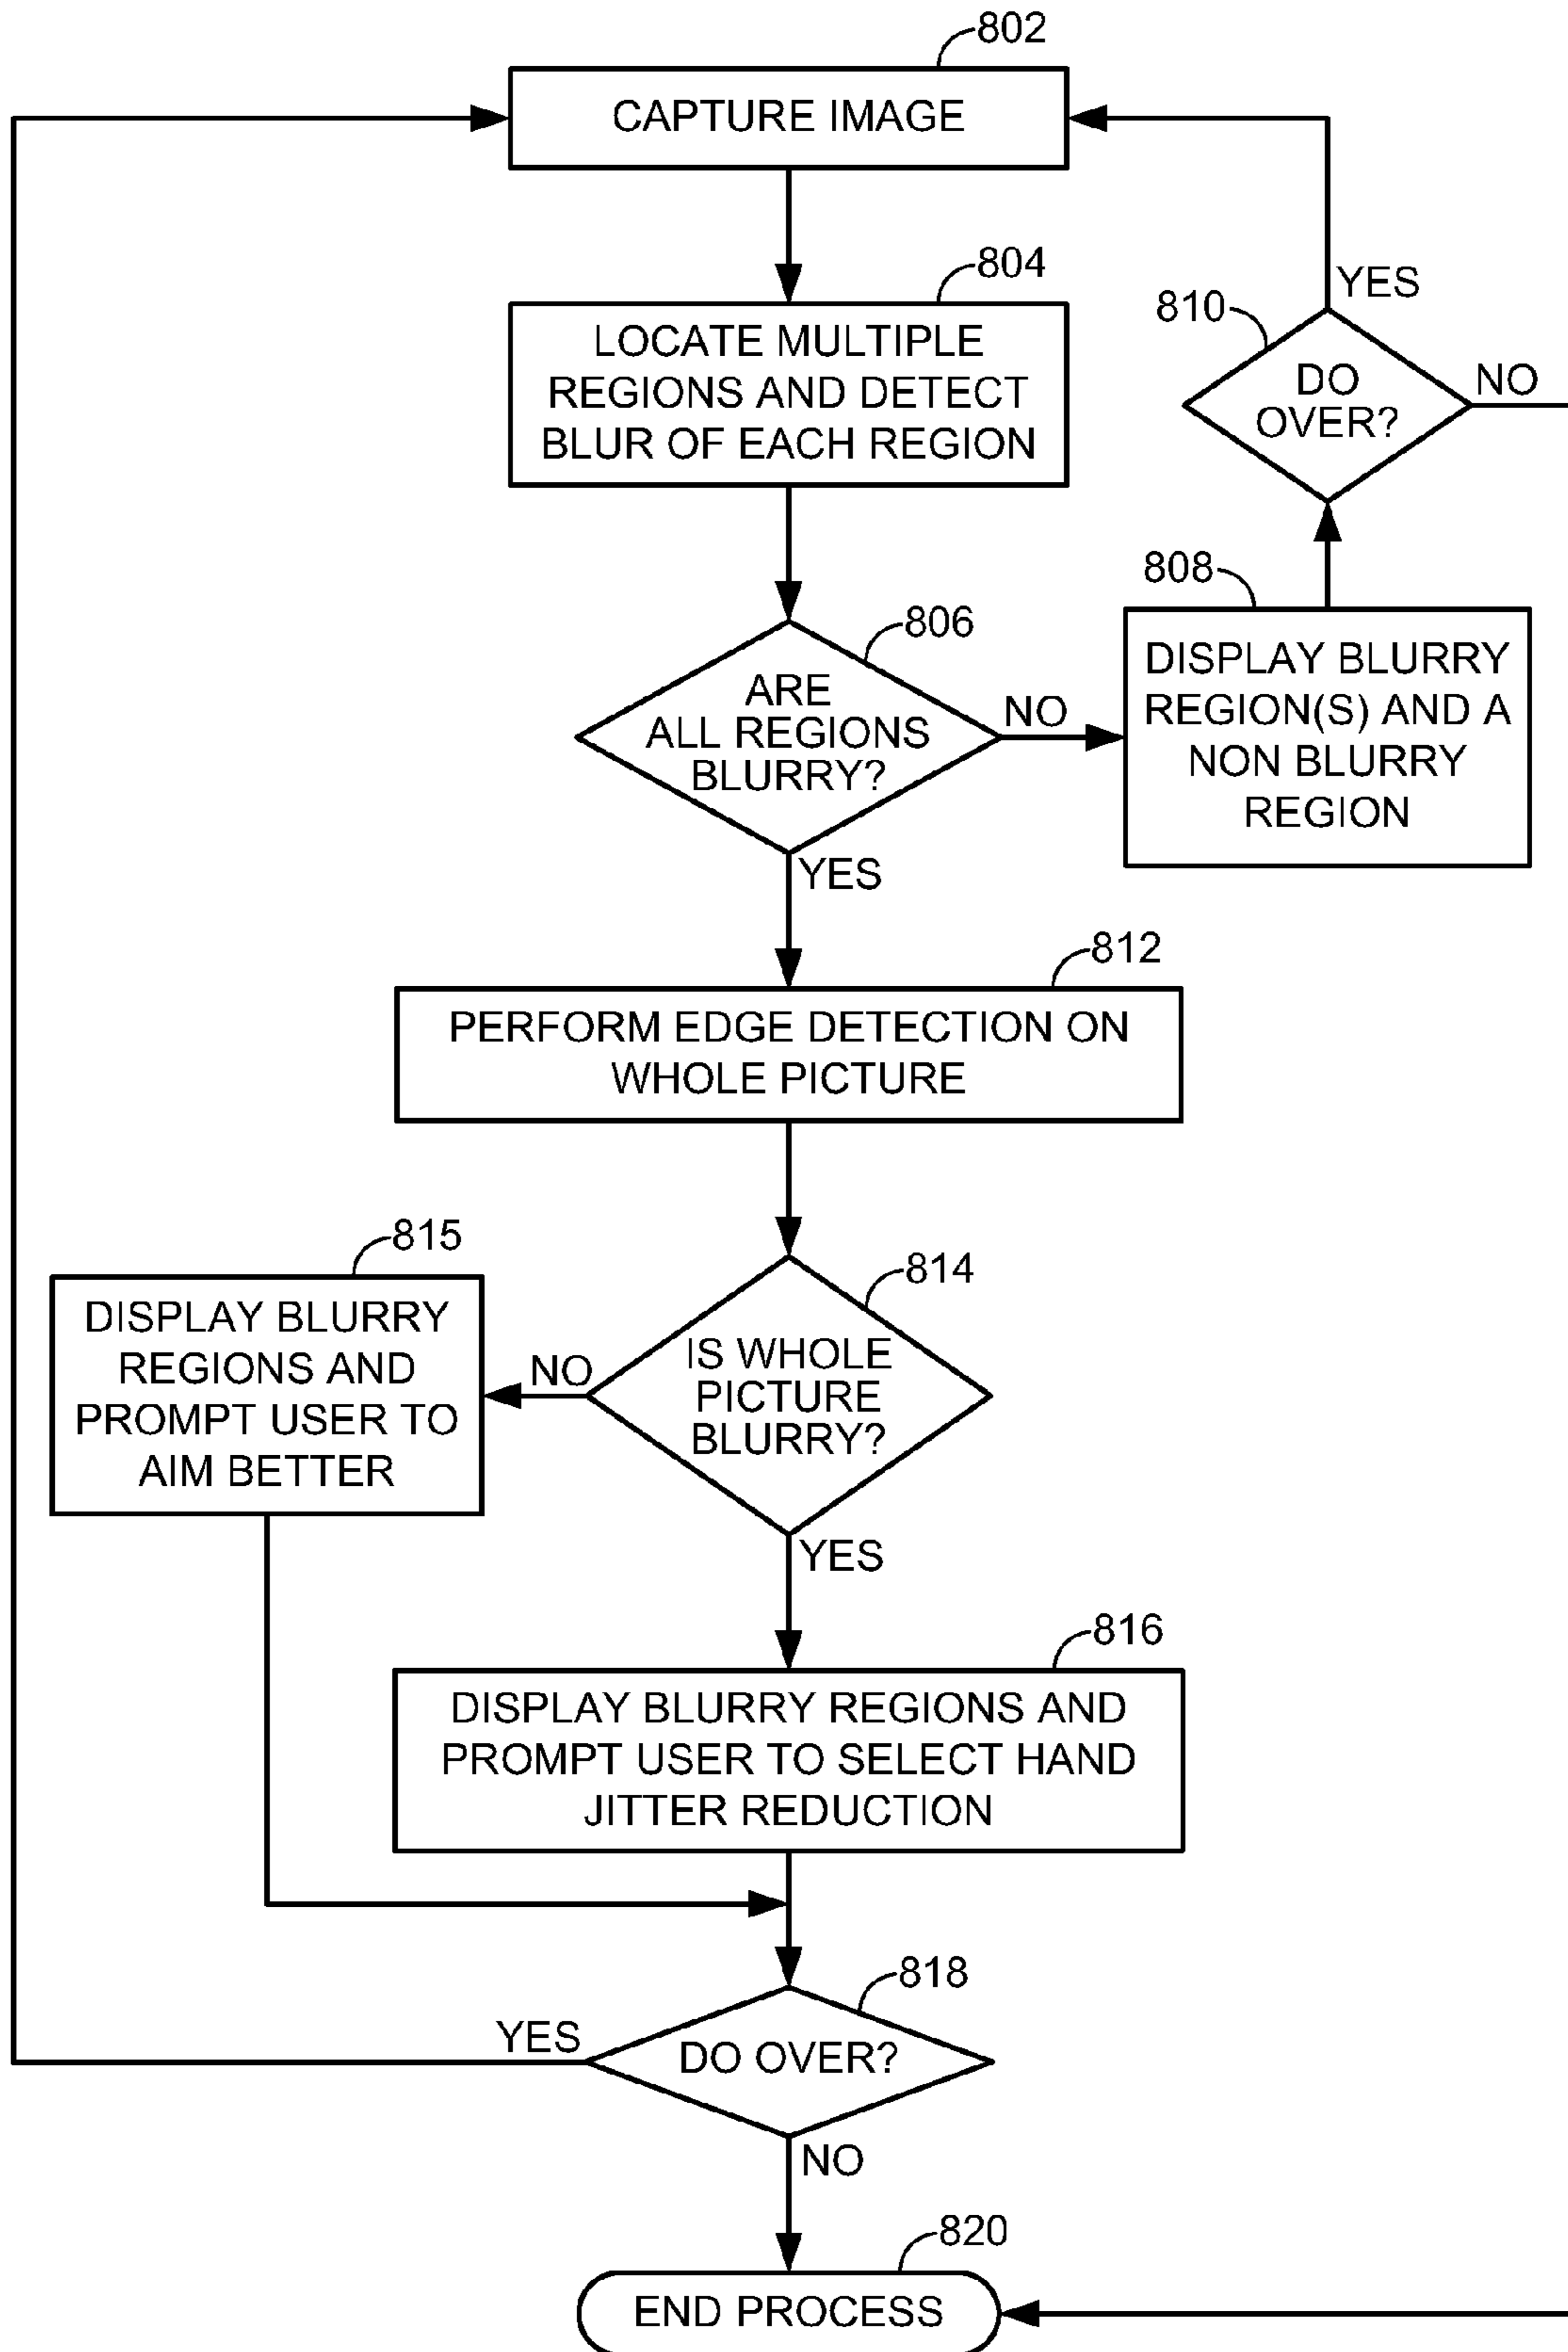 802
CAPTURE IMAGE
804
LOCATE MULTIPLE
REGIONS AND DETECT
BLUR OF EACH REGION
YES
810
DO
OVER?
NO
806
ARE
ALL REGIONS
BLURRY?
NO
808
DISPLAY BLURRY
REGION(S) AND A
NON BLURRY
REGION
YES
812
PERFORM EDGE DETECTION ON
WHOLE PICTURE
815
DISPLAY BLURRY
REGIONS AND
PROMPT USER TO
AIM BETTER
NO
814
IS WHOLE
PICTURE
BLURRY?
YES
816
DISPLAY BLURRY REGIONS AND
PROMPT USER TO SELECT HAND
JITTER REDUCTION
818
YES
DO OVER?
NO
820
END PROCESS